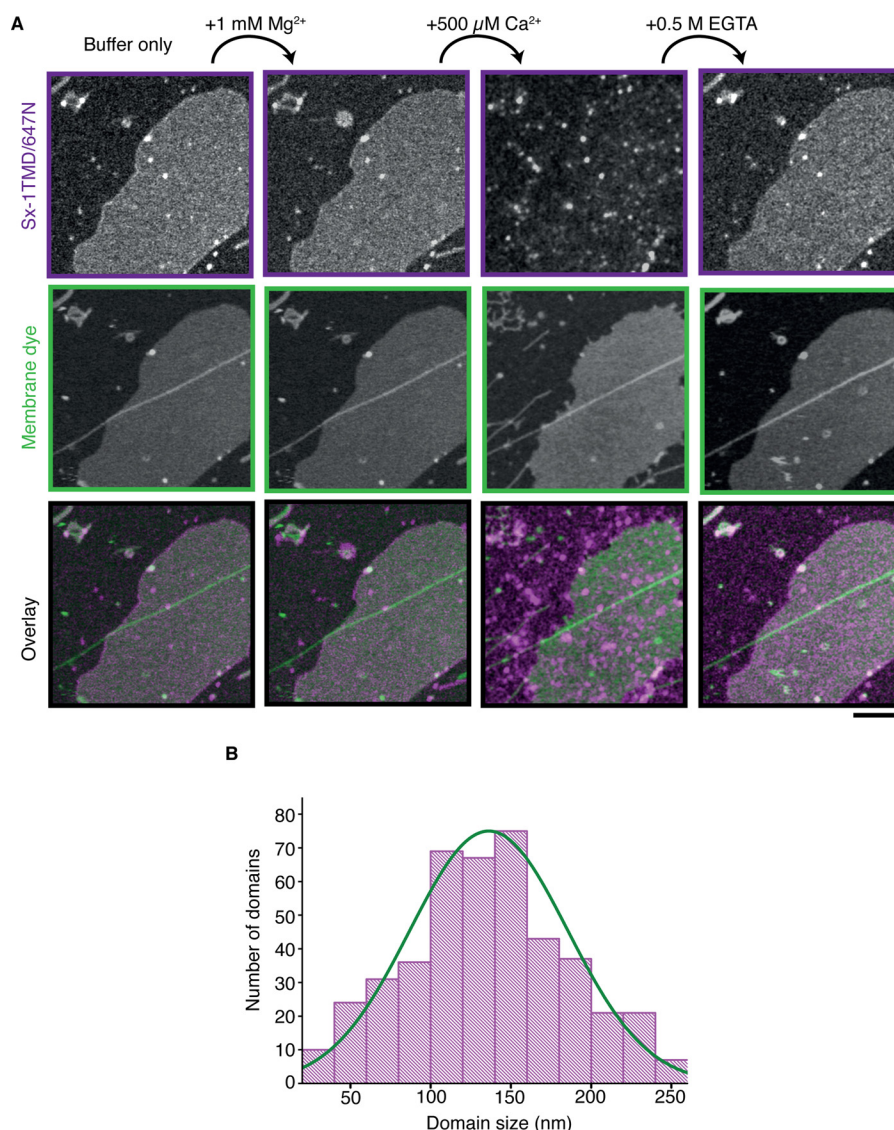 A
Buffer only
+1 mM Mg²⁺
+500 µM Ca²⁺
+0.5 M EGTA
Sx-1TMD/647N
Membrane dye
Overlay
B
Number of domains
80
70
60
50
40
30
20
10
0
50
100
150
200
250
Domain size (nm)